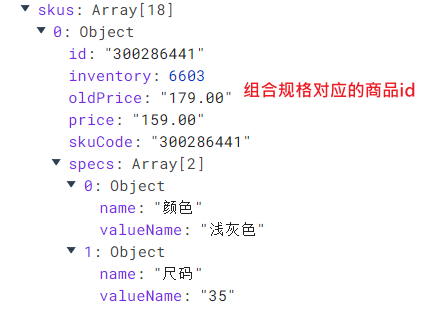 skus: Array[18]
0: Object
id: "300286441"
inventory: 6603
oldPrice: "179.00"
组合规格对应的商品id
price: "159.00"
skuCode: "300286441"
specs: Array[2]
0: Object
name: "颜色"
valueName: "浅灰色"
1: Object
name: "尺码"
valueName: "35"